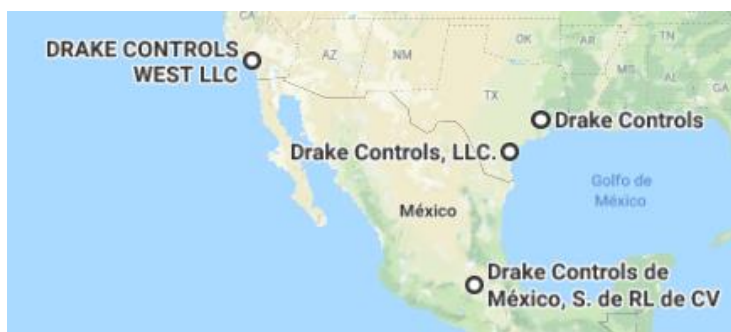 CA
OK
TN
DRAKE CONTROLS
WEST LLC
AZ
NM
AR
MS
AL
GA
TX
Drake Controls
Drake Controls, LLC.
Golfo de
México
México
Drake Controls de
México, S. de RL de CV